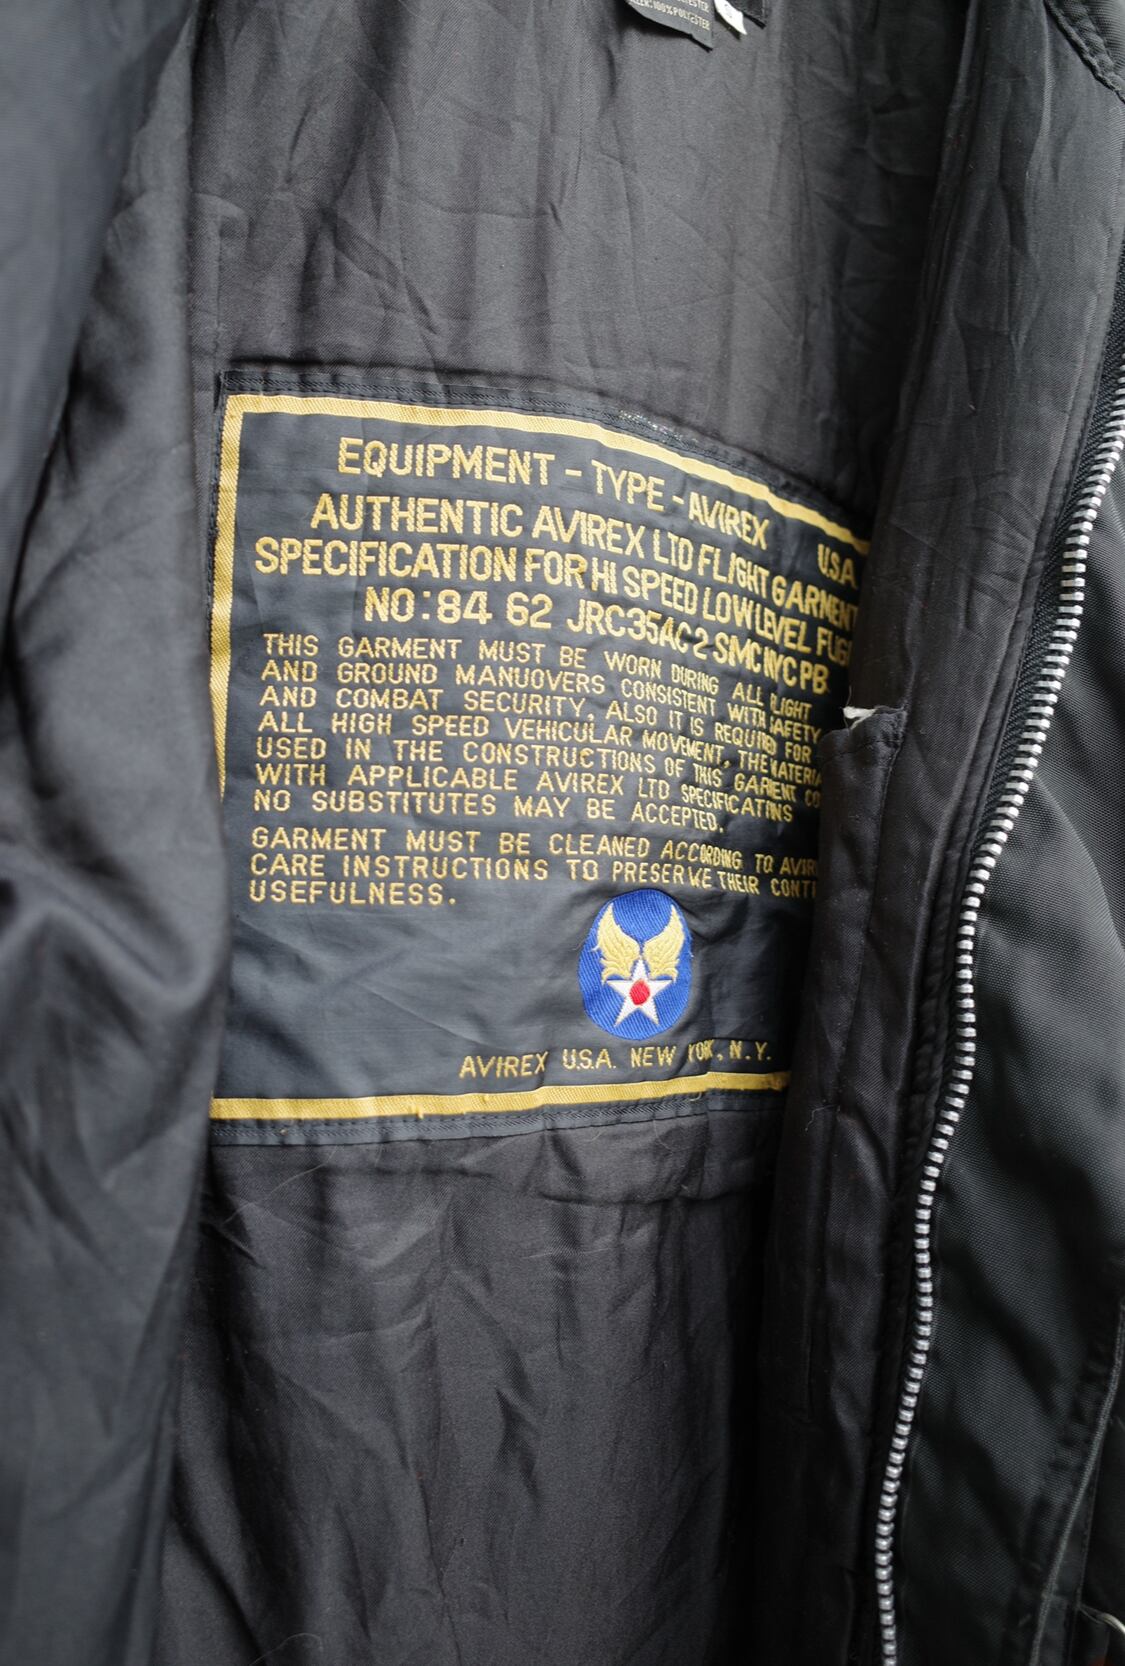 100% POLYESTER
EQUIPMENT - TYPE - AVIREX U.S.A.
AUTHENTIC AVIREX LTD FLIGHT GARMENT
SPECIFICATION FOR HI SPEED LOW LEVEL
NO:84 62 JRC35AC2-SMC NYC PB
THIS GARMENT MUST BE WORN DURING ALL FLIGHT
AND GROUND MANUOVERS CONSISTENT WITH SAFETY
AND COMBAT SECURITY, ALSO IT IS REQUIRED FOR
ALL HIGH SPEED VEHICULAR MOVEMENT, THE
USED IN THE CONSTRUCTIONS OF THIS GARMENT
WITH APPLICABLE AVIREX LTD SPECIFICATINS
NO SUBSTITUTES MAY BE ACCEPTED.
GARMENT MUST BE CLEANED ACCORDING TO
CARE INSTRUCTIONS TO PRESERVE THEIR
USEFULNESS.
AVIREX U.S.A. NEW YORK, N.Y.